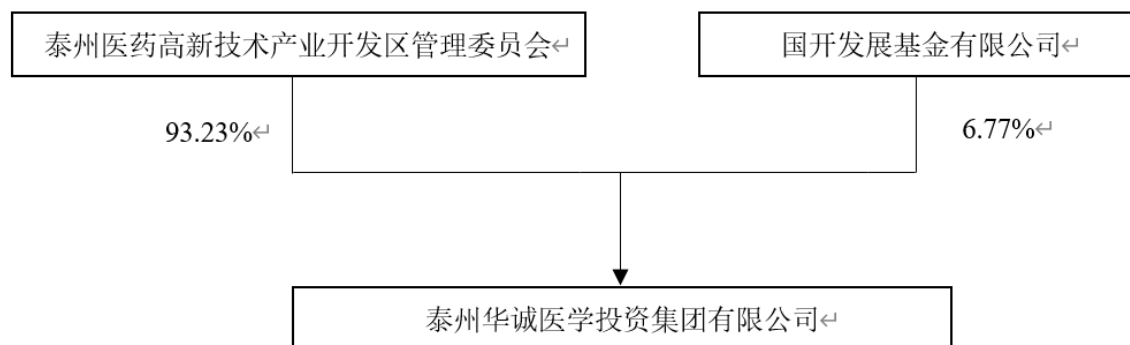 泰州医药高新技术产业开发区管理委员会↵
国开发展基金有限公司↵
93.23%↵
6.77%↵
泰州华诚医学投资集团有限公司↵